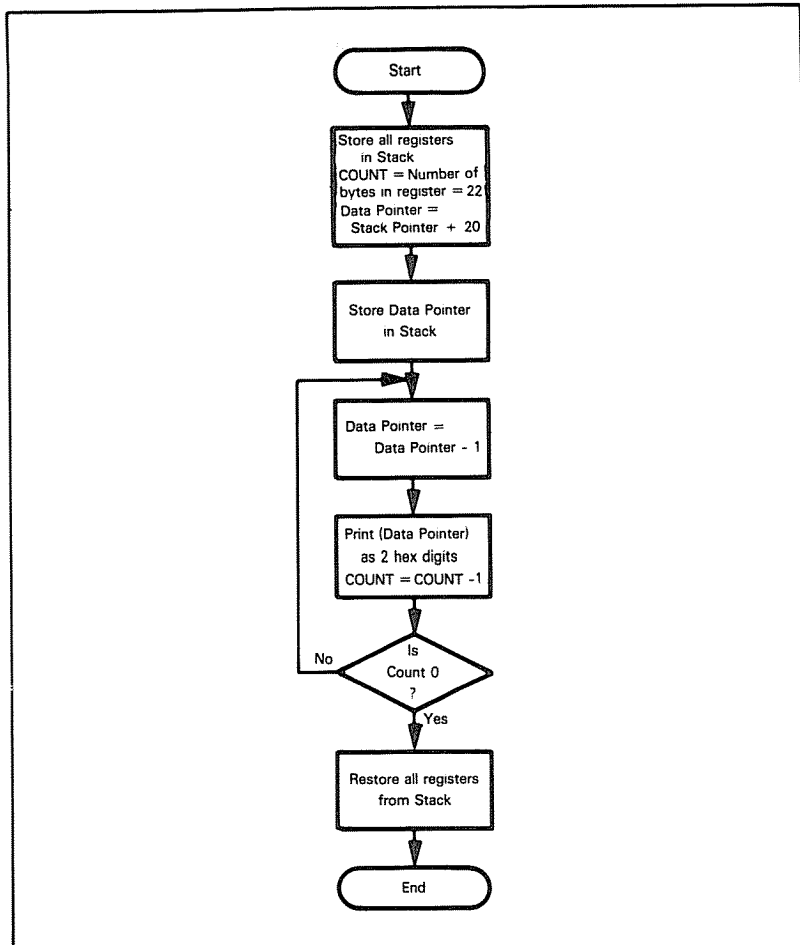 Start
Store all registers
in Stack
COUNT = Number of
bytes in register = 22
Data Pointer =
Stack Pointer + 20
Store Data Pointer
in Stack
Data Pointer =
Data Pointer - 1
Print (Data Pointer)
as 2 hex digits
COUNT = COUNT -1
Is
Count 0
?
No
Yes
Restore all registers
from Stack
End